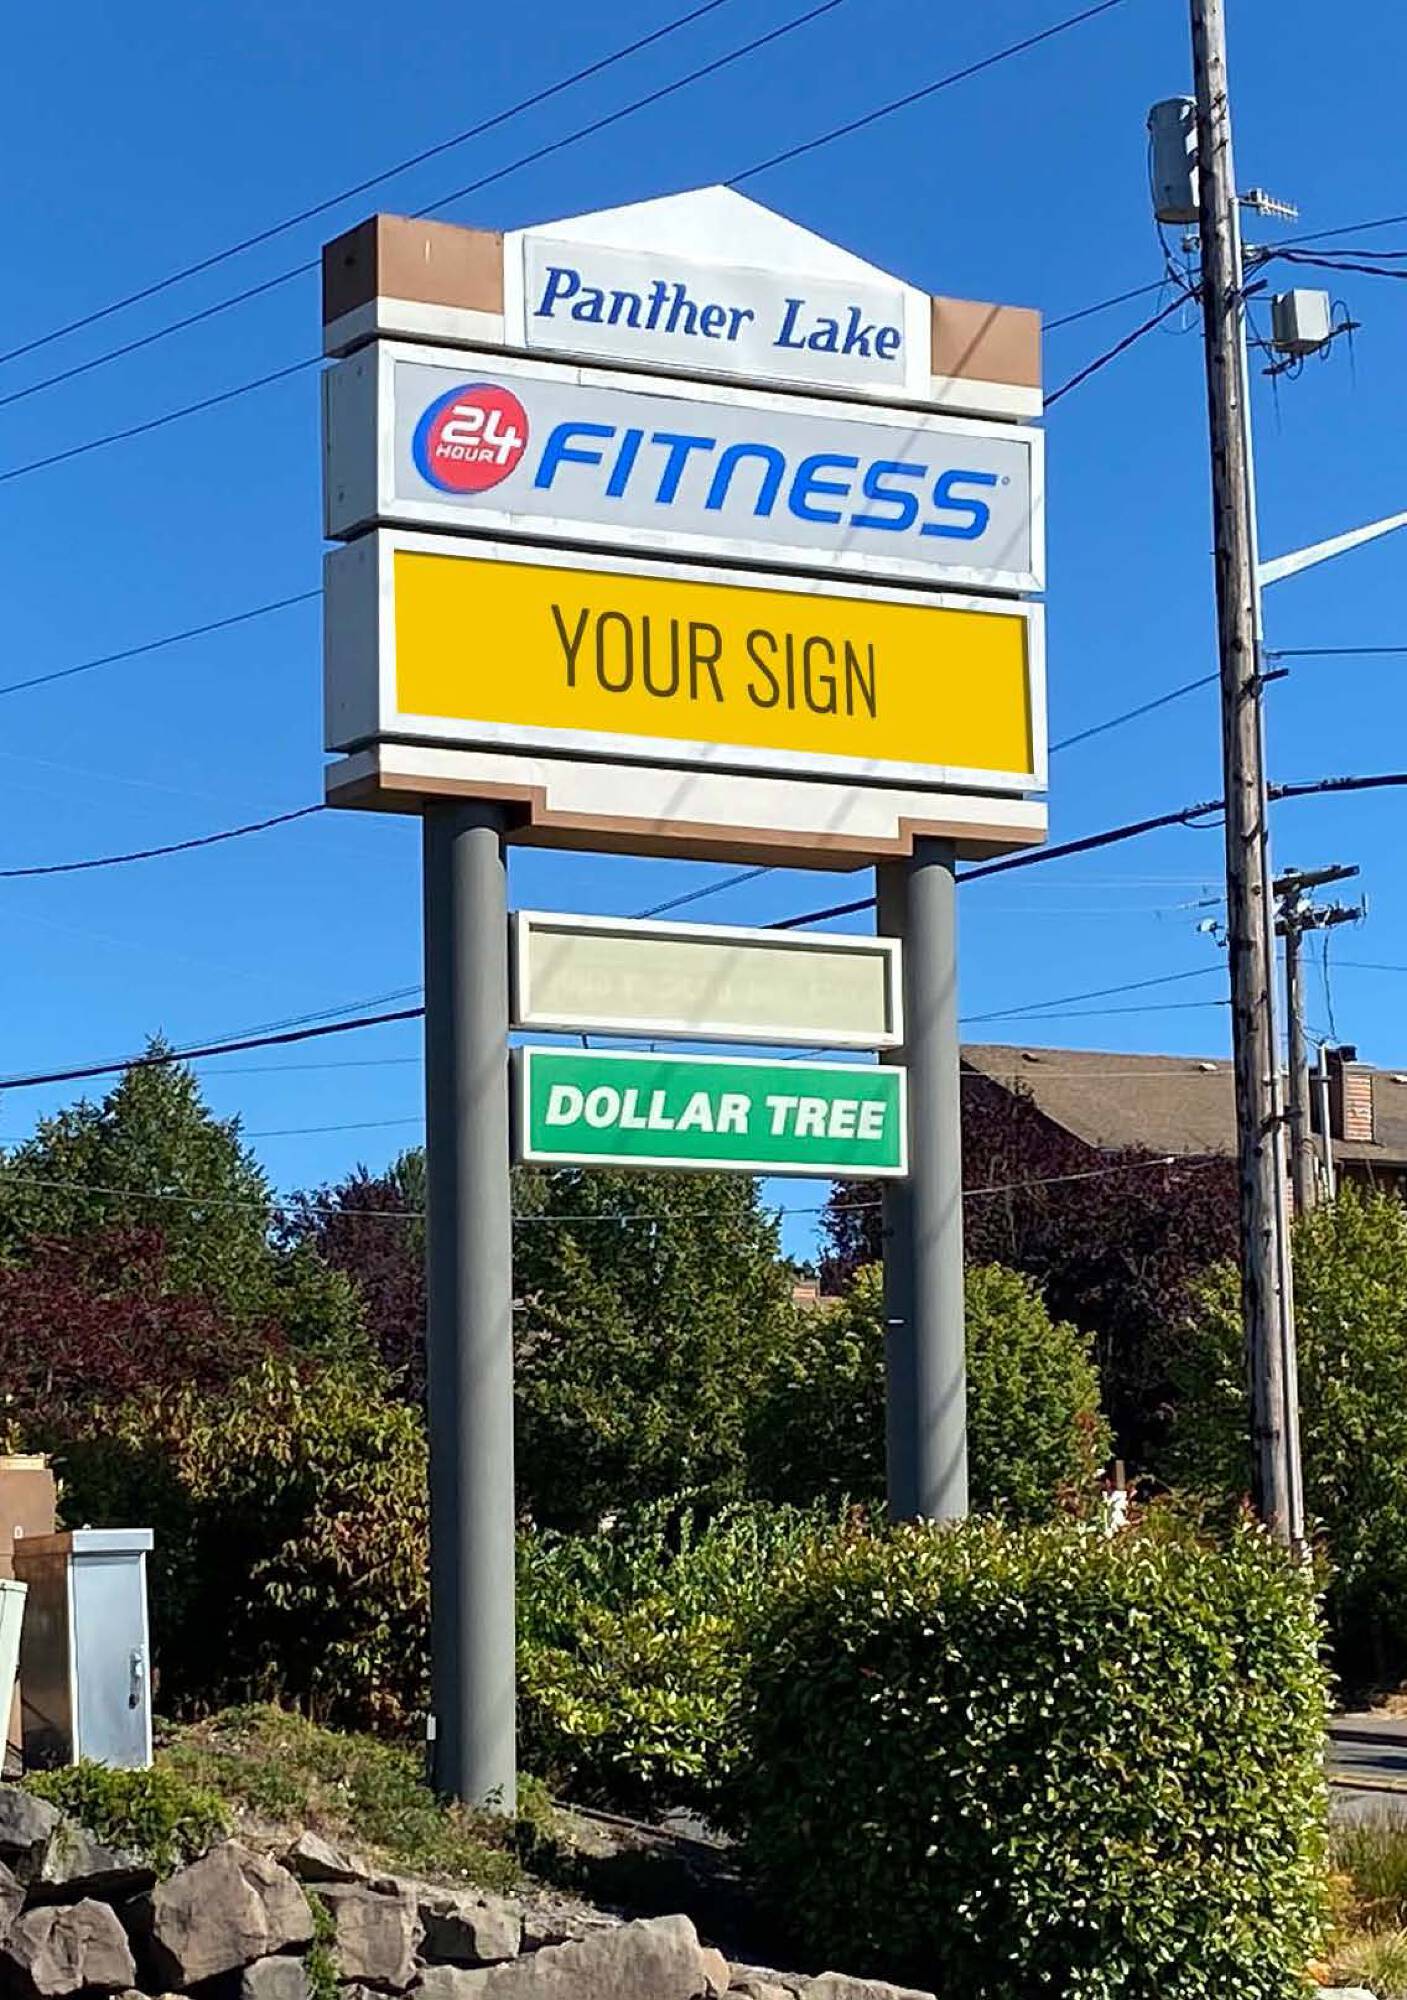 Panther Lake
24
HOUR
FITNESS
YOUR SIGN
DOLLAR TREE